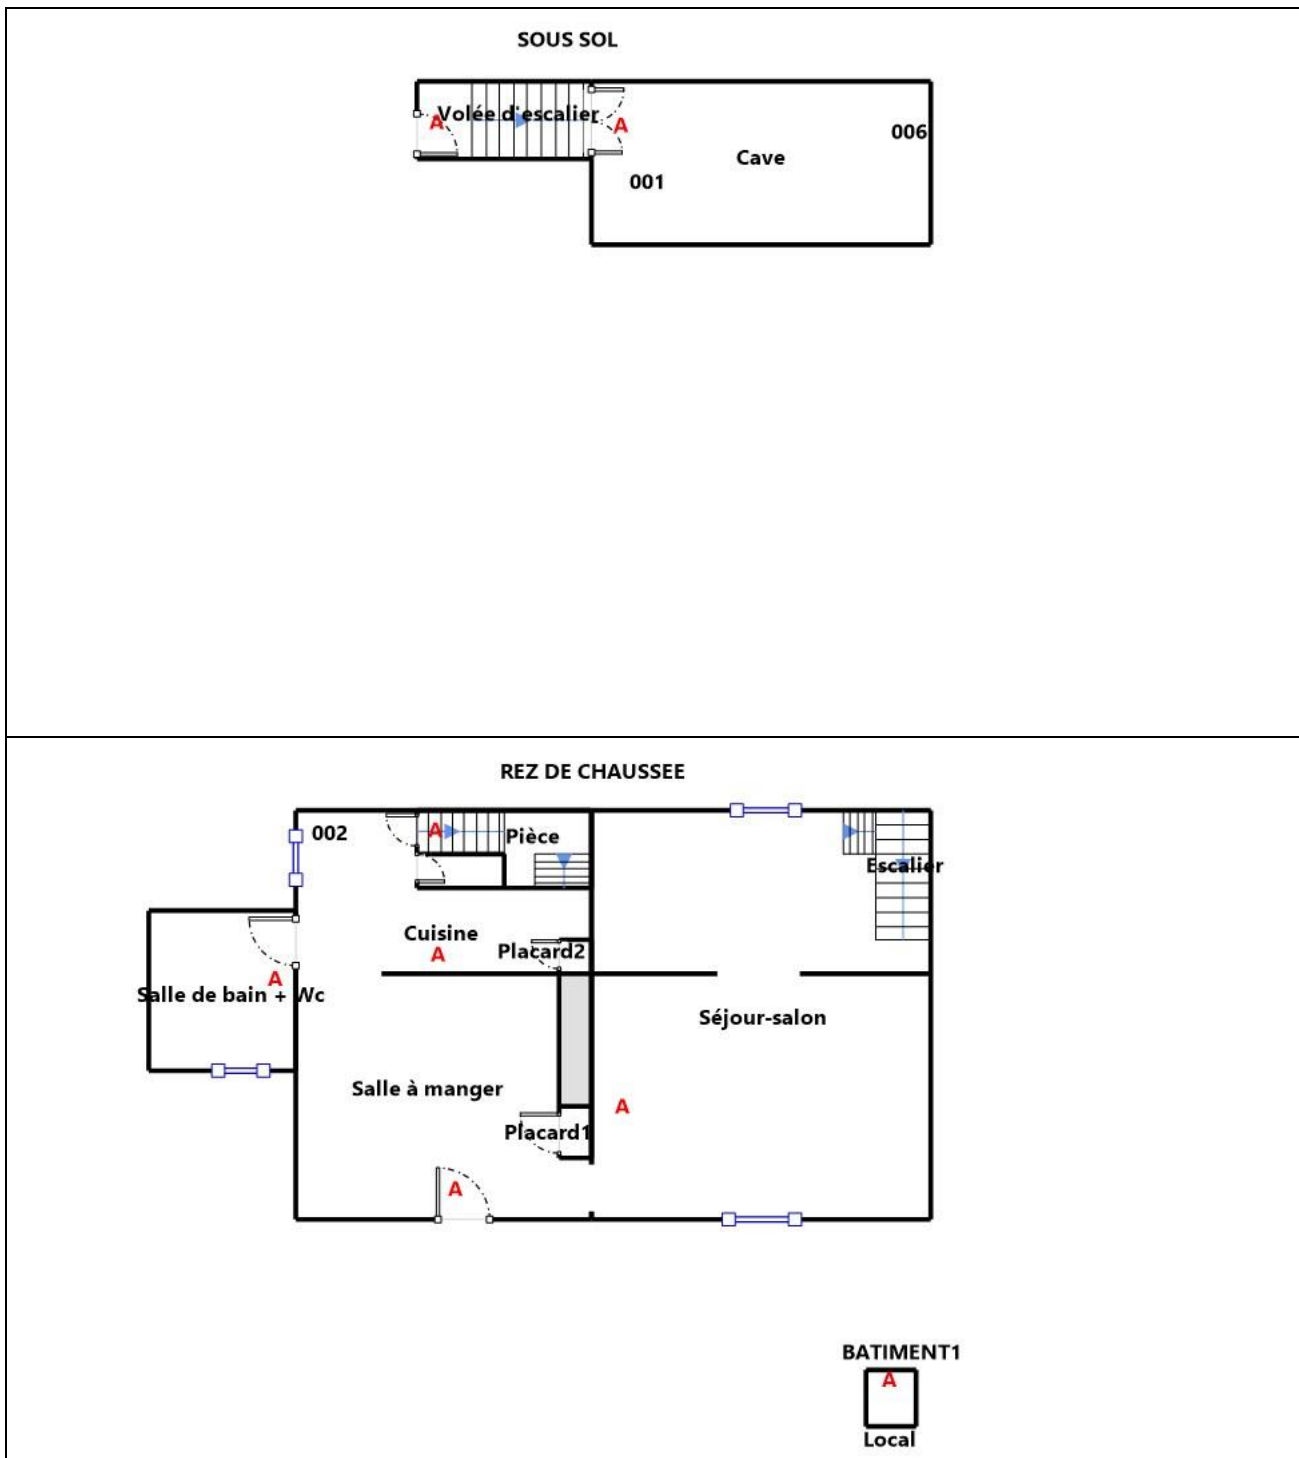 SOUS SOL
Volée d'escalier
A
A
006
Cave
001
REZ DE CHAUSSEE
002
A
Pièce
Escalier
Cuisine
A
Placard2
A
Salle de bain + Wc
Séjour-salon
Salle à manger
A
Placard1
A
BATIMENT1
A
Local